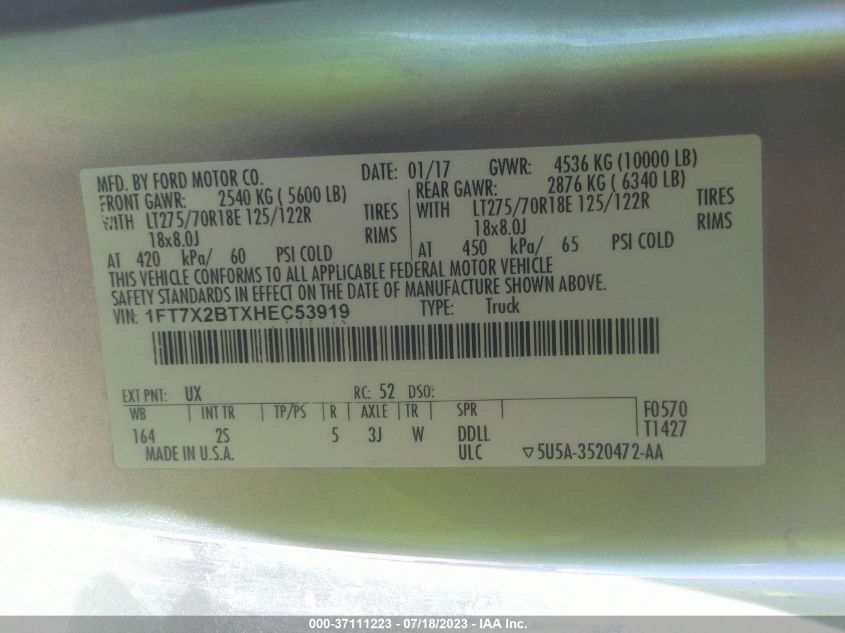 MFD. BY FORD MOTOR CO. DATE: 01/17 GVWR: 4536 KG (10000 LB)
FRONT GAWR: 2540 KG ( 5600 LB) REAR GAWR: 2876 KG ( 6340 LB)
WITH LT275/70R18E 125/122R TIRES WITH LT275/70R18E 125/122R TIRES
18x8.0J RIMS 18x8.0J RIMS
AT 420 kPa/ 60 PSI COLD AT 450 kPa/ 65 PSI COLD
THIS VEHICLE CONFORMS TO ALL APPLICABLE FEDERAL MOTOR VEHICLE
SAFETY STANDARDS IN EFFECT ON THE DATE OF MANUFACTURE SHOWN ABOVE.
VIN: 1FT7X2BTXHEC53919 TYPE: Truck
EXT PNT: UX RC: 52 DSO:
WB INT TR TP/PS R AXLE TR SPR F0570
164 2S 5 3J W DDLL T1427
MADE IN U.S.A. ULC ▽5U5A-3520472-AA
000-37111223 - 07/18/2023 - IAA Inc.